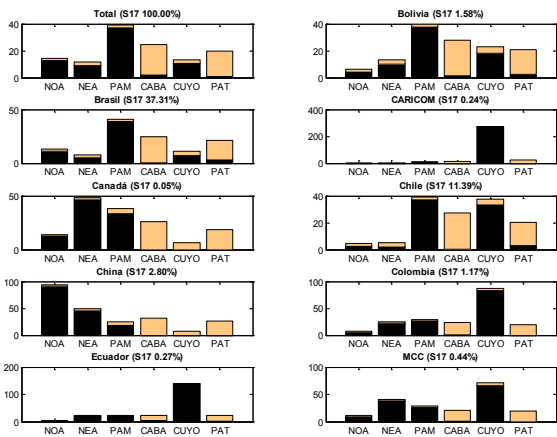 Total (S17 100.00%)
40
20
0
NOA NEA PAM CABA CUYO PAT
Bolivia (S17 1.58%)
40
20
0
NOA NEA PAM CABA CUYO PAT
Brasil (S17 37.31%)
50
0
NOA NEA PAM CABA CUYO PAT
CARICOM (S17 0.24%)
400
200
0
NOA NEA PAM CABA CUYO PAT
Canadá (S17 0.05%)
50
0
NOA NEA PAM CABA CUYO PAT
Chile (S17 11.39%)
40
20
0
NOA NEA PAM CABA CUYO PAT
China (S17 2.80%)
100
50
0
NOA NEA PAM CABA CUYO PAT
Colombia (S17 1.17%)
100
50
0
NOA NEA PAM CABA CUYO PAT
Ecuador (S17 0.27%)
200
100
0
NOA NEA PAM CABA CUYO PAT
MCC (S17 0.44%)
100
50
0
NOA NEA PAM CABA CUYO PAT